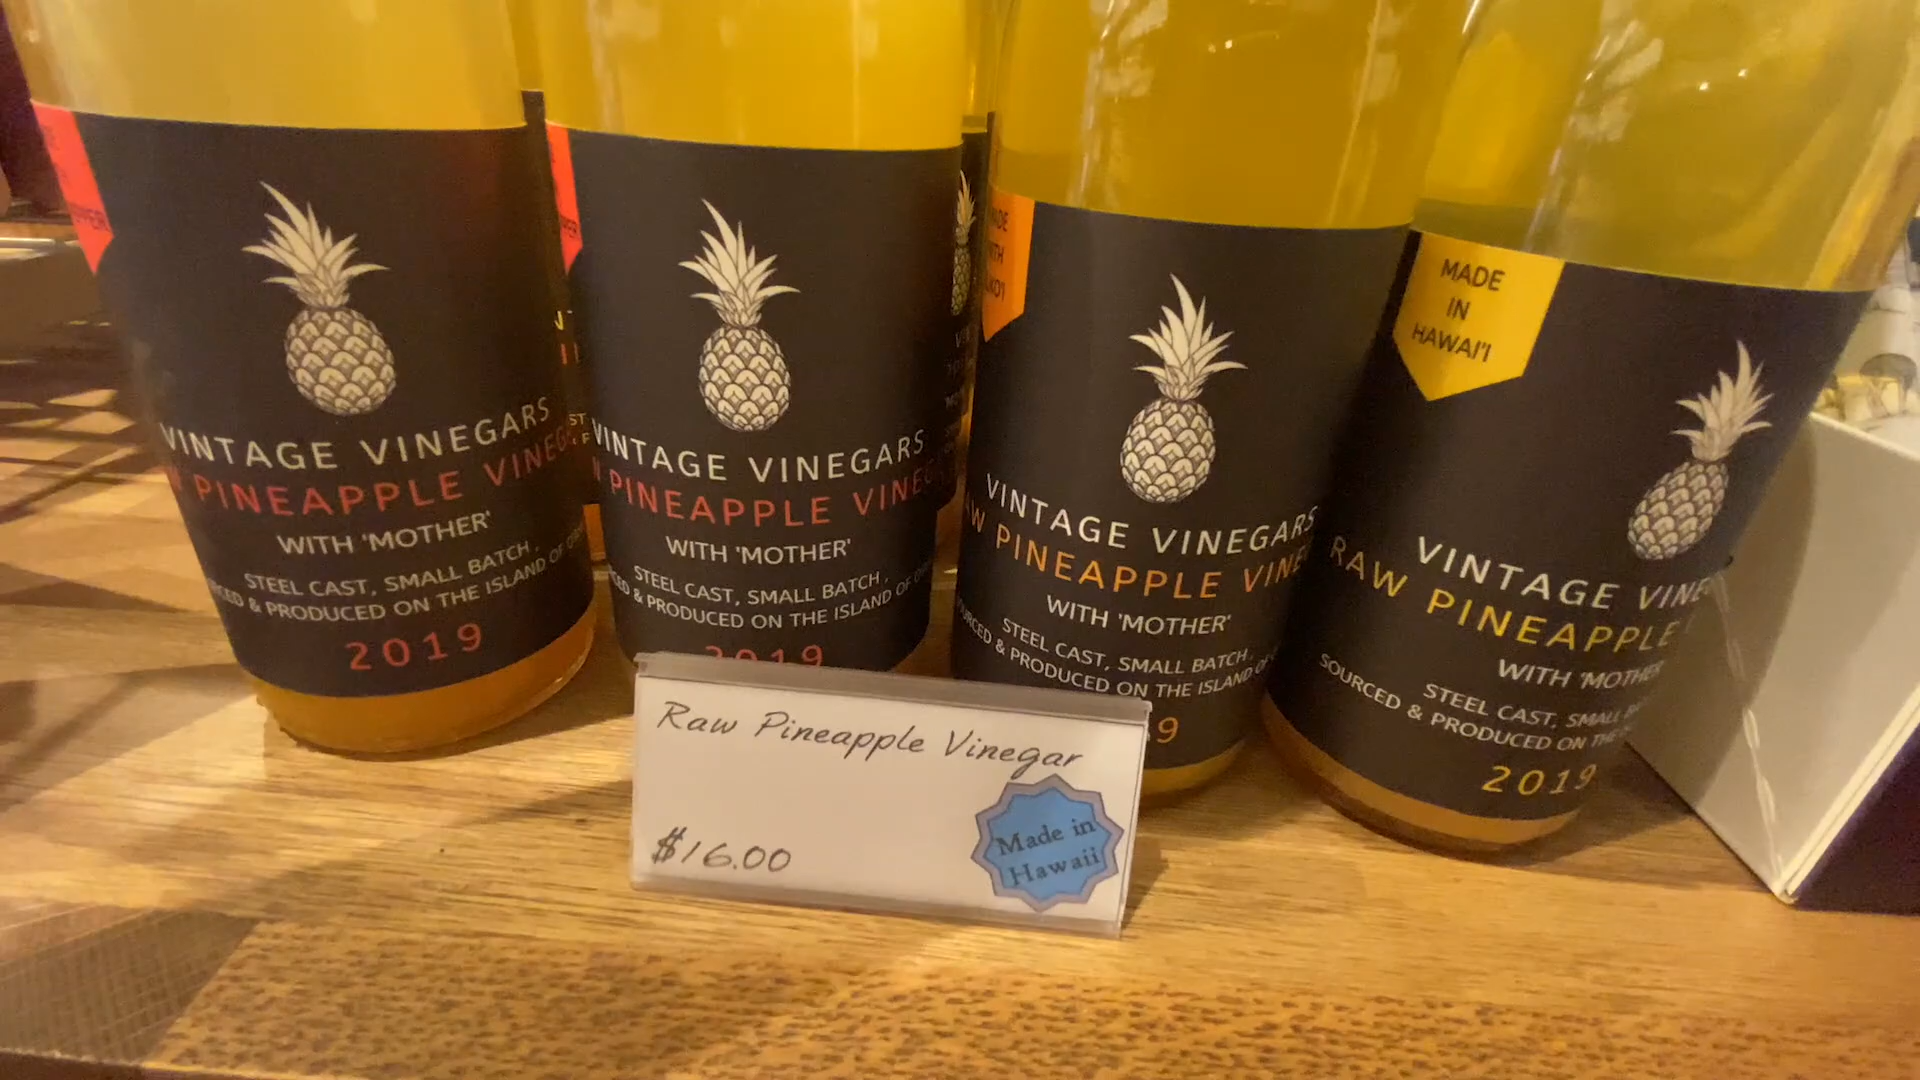 VINTAGE VINEGARS
PINEAPPLE
WITH 'MOTHER'
STEEL CAST, SMALL BATCH,
& PRODUCED ON THE ISLAND OF
2019
VINTAGE VINEGARS
PINEAPPLE
WITH 'MOTHER'
STEEL CAST, SMALL BATCH,
& PRODUCED ON THE ISLAND OF
2019
VINTAGE VINEGARS
PINEAPPLE
WITH 'MOTHER'
STEEL CAST, SMALL BATCH,
& PRODUCED ON THE ISLAND
MADE
IN
HAWAI'I
VINTAGE
RAW PINEAPPLE
WITH 'MOTHER
STEEL CAST,
SOURCED & PRODUCED ON THE
2019
Raw Pineapple Vinegar
$16.00
Made in
Hawaii